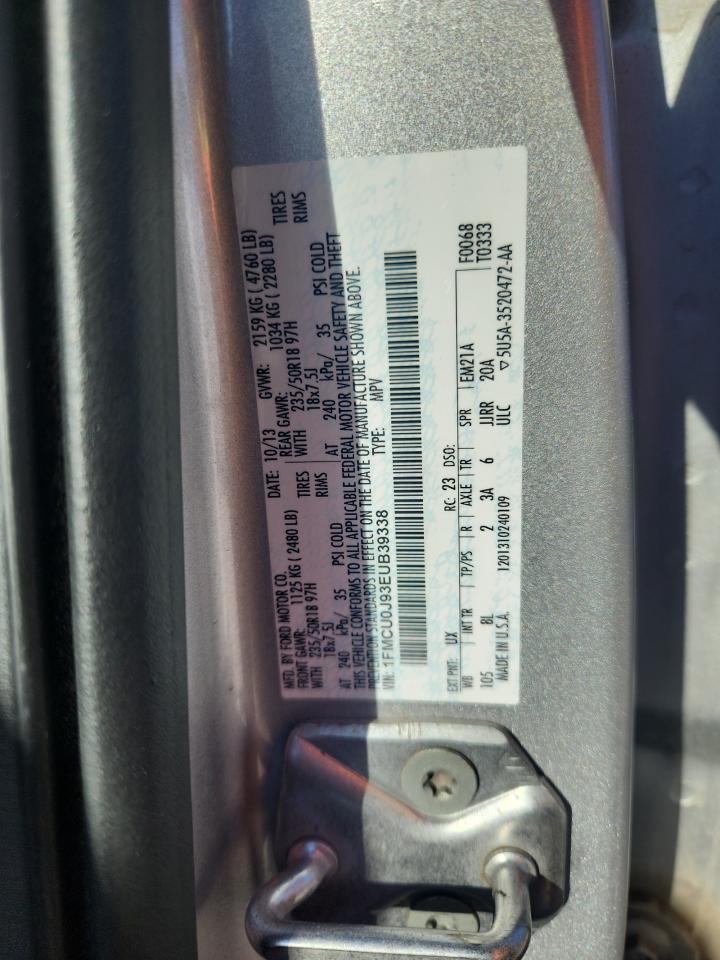 MFD. BY FORD MOTOR CO. DATE: 10/13 GVWR: 2159 KG ( 4760 LB)
FRONT GAWR: 1125 KG ( 2480 LB) REAR GAWR: 1034 KG ( 2280 LB)
WITH 235/50R18 97H TIRES WITH 235/50R18 97H TIRES
18x7.5J RIMS 18x7.5J RIMS
AT 240 kPa/ 35 PSI COLD AT 240 kPa/ 35 PSI COLD
THIS VEHICLE CONFORMS TO ALL APPLICABLE FEDERAL MOTOR VEHICLE SAFETY AND THEFT
PREVENTION STANDARDS IN EFFECT ON THE DATE OF MANUFACTURE SHOWN ABOVE.
VIN: 1FMCU0J93EUB39338 TYPE: MPV
EXT PNT: UX RC: 23 DSO: F0068
WB INT TR TP/PS R AXLE TR SPR EM21A T0333
105 8L 2 3A 6 JJRR 20A
MADE IN U.S.A. 1201310240109 ULC ▽5U5A-3520472-AA